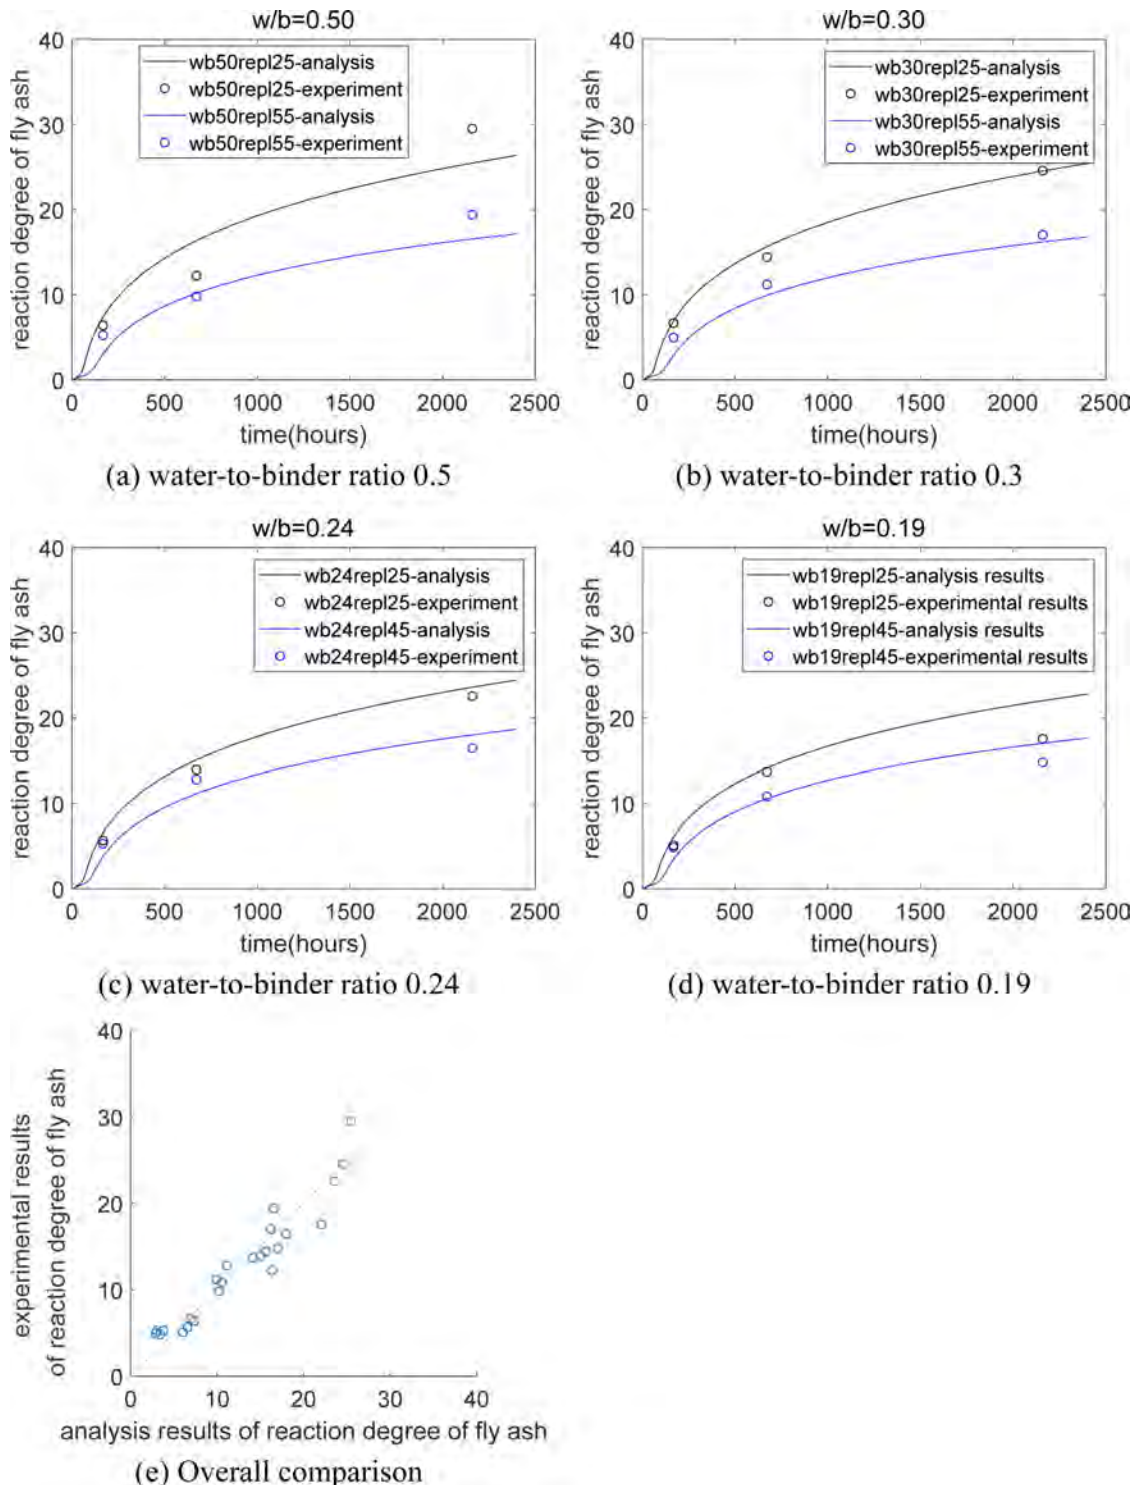 w/b=0.50
40
30
20
10
0
reaction degree of fly ash
wb50repl25-analysis
wb50repl25-experiment
wb50repl55-analysis
wb50repl55-experiment
0 500 1000 1500 2000 2500
time(hours)
(a) water-to-binder ratio 0.5
w/b=0.30
40
30
20
10
0
reaction degree of fly ash
wb30repl25-analysis
wb30repl25-experiment
wb30repl55-analysis
wb30repl55-experiment
0 500 1000 1500 2000 2500
time(hours)
(b) water-to-binder ratio 0.3
w/b=0.24
40
30
20
10
0
reaction degree of fly ash
wb24repl25-analysis
wb24repl25-experiment
wb24repl45-analysis
wb24repl45-experiment
0 500 1000 1500 2000 2500
time(hours)
(c) water-to-binder ratio 0.24
w/b=0.19
40
30
20
10
0
reaction degree of fly ash
wb19repl25-analysis results
wb19repl25-experimental results
wb19repl45-analysis results
wb19repl45-experimental results
0 500 1000 1500 2000 2500
time(hours)
(d) water-to-binder ratio 0.19
40
30
20
10
0
experimental results
of reaction degree of fly ash
0 10 20 30 40
analysis results of reaction degree of fly ash
(e) Overall comparison